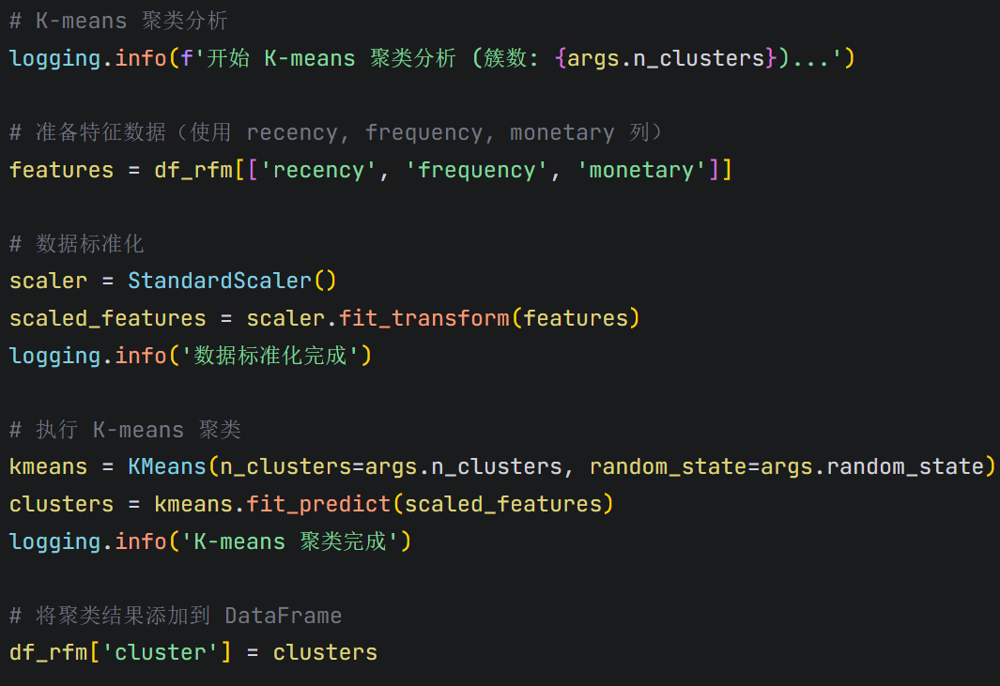 # K-means 聚类分析
logging.info(f'开始 K-means 聚类分析 (簇数: {args.n_clusters})...')
# 准备特征数据（使用 recency, frequency, monetary 列）
features = df_rfm[['recency', 'frequency', 'monetary']]
# 数据标准化
scaler = StandardScaler()
scaled_features = scaler.fit_transform(features)
logging.info('数据标准化完成')
# 执行 K-means 聚类
kmeans = KMeans(n_clusters=args.n_clusters, random_state=args.random_state)
clusters = kmeans.fit_predict(scaled_features)
logging.info('K-means 聚类完成')
# 将聚类结果添加到 DataFrame
df_rfm['cluster'] = clusters